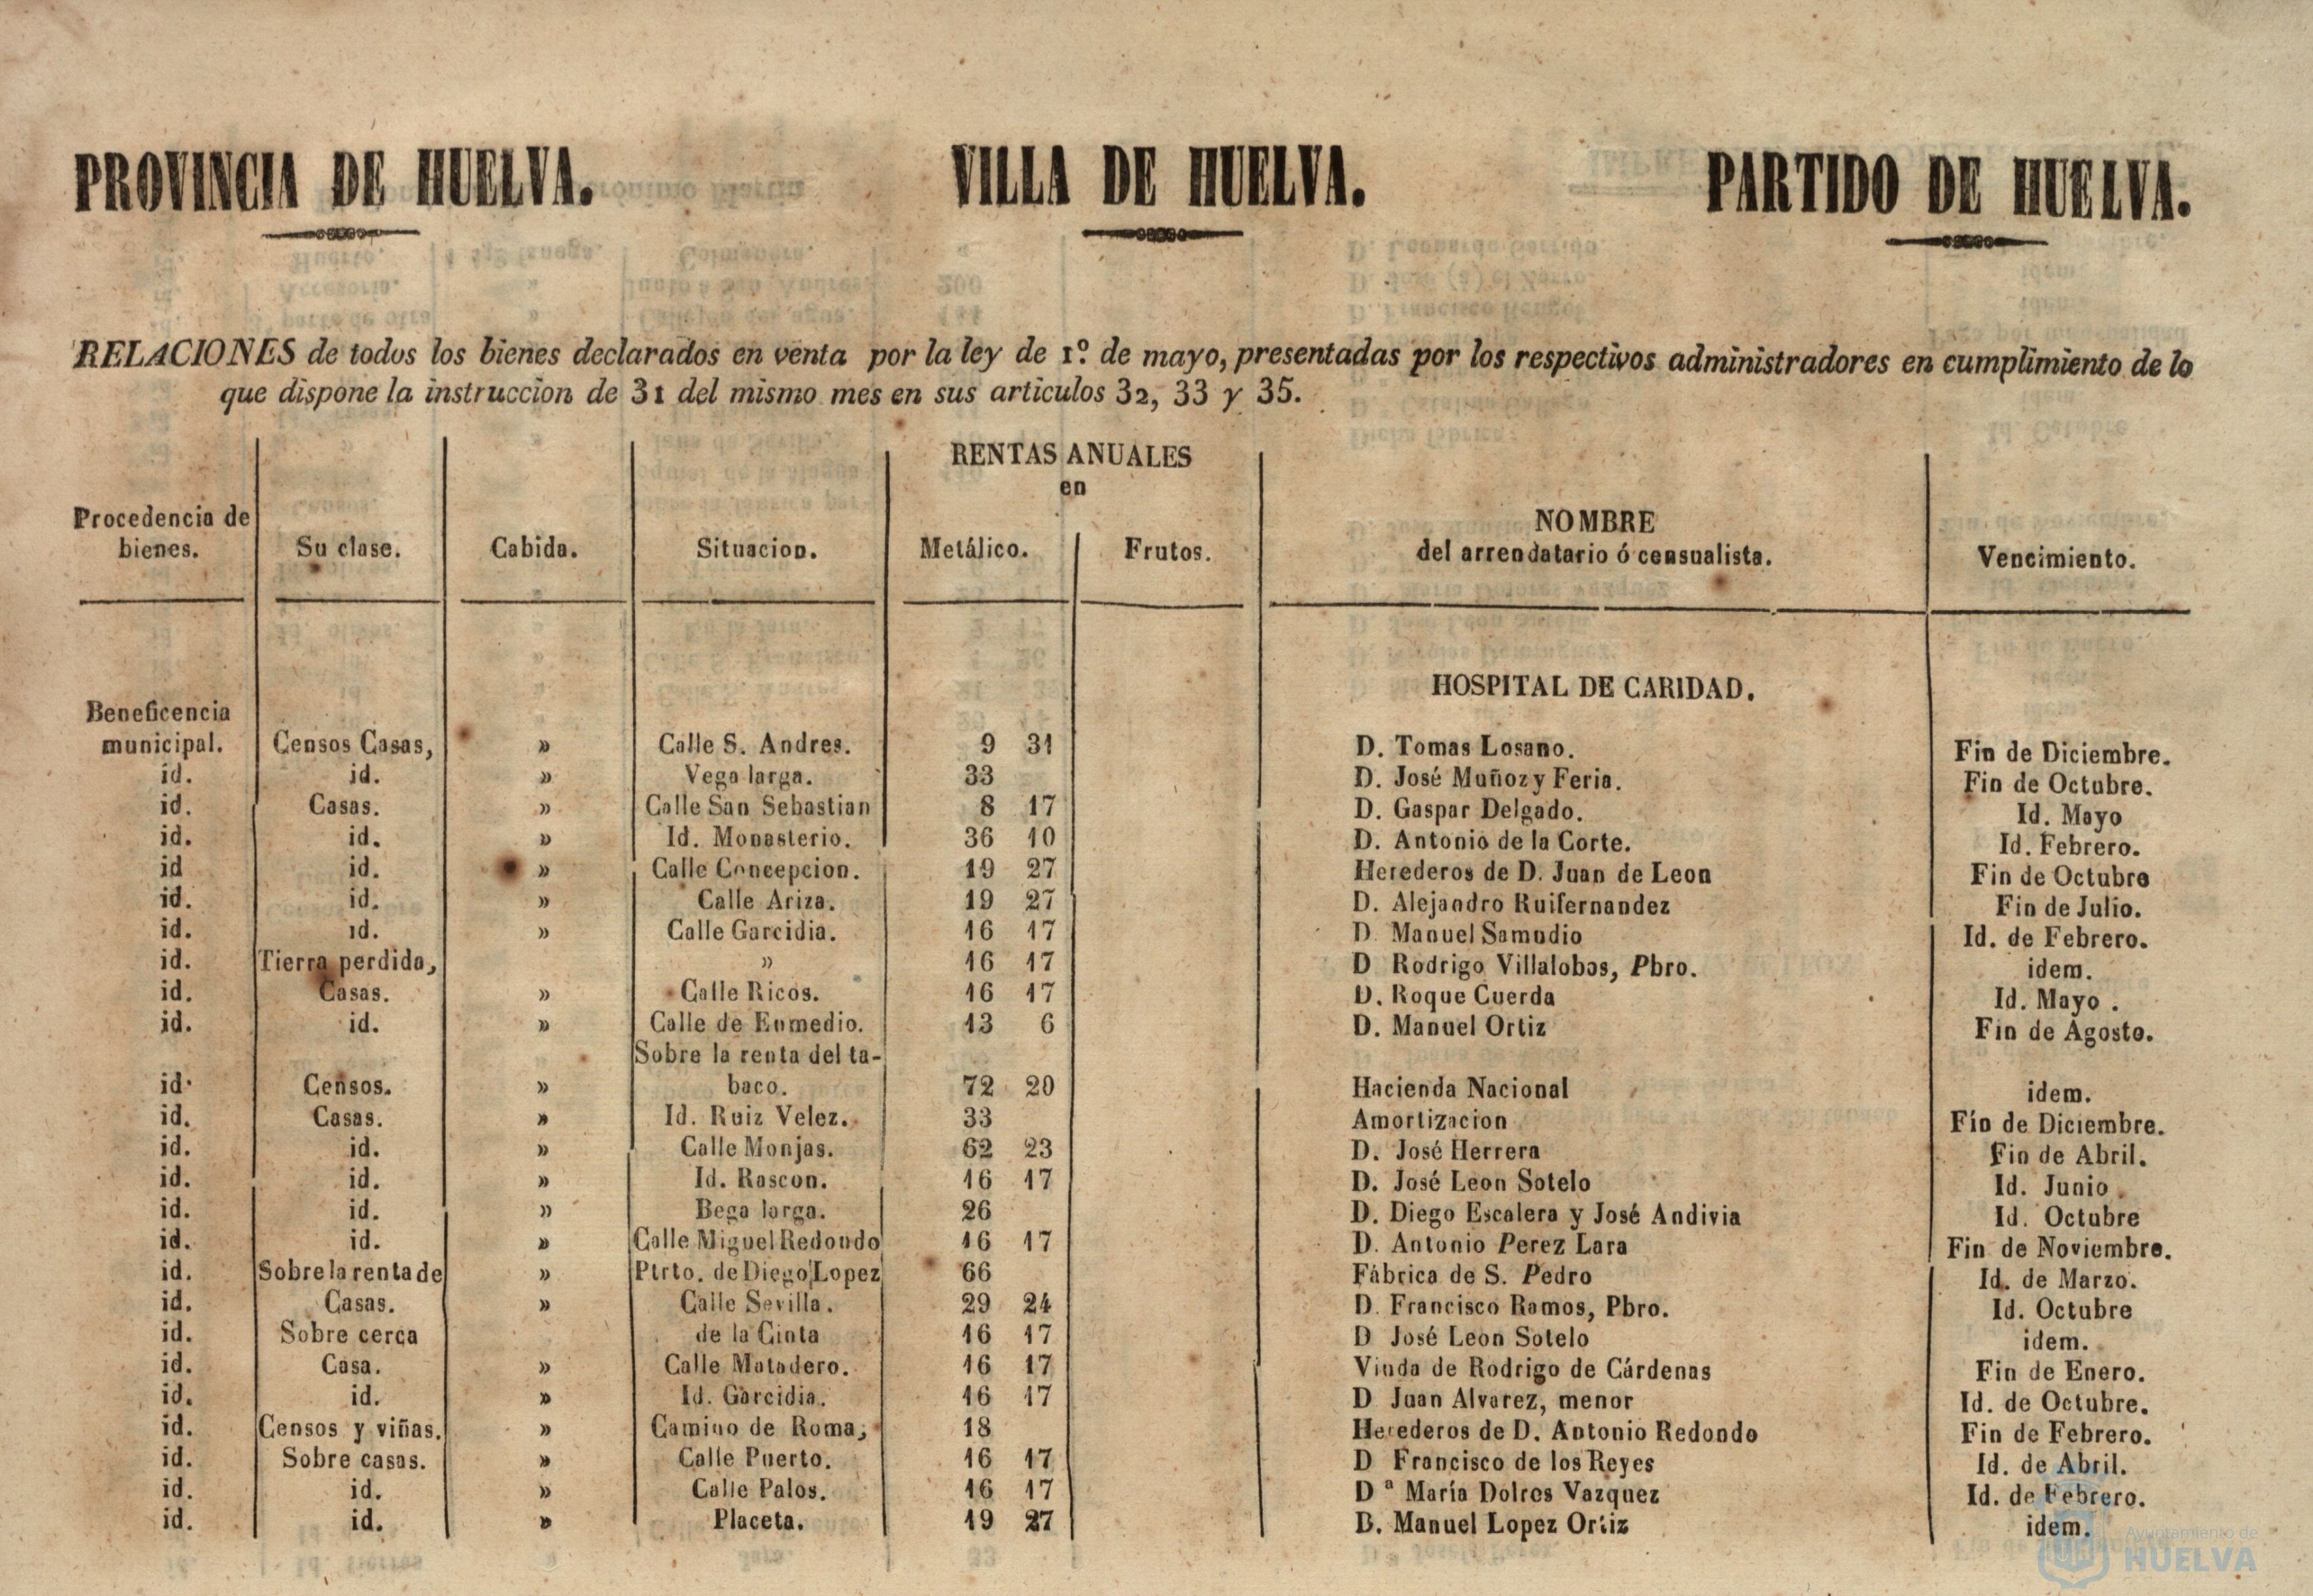 PROVINCIA DE HUELVA. VILLA DE HUELVA. PARTIDO DE HUELVA.
RELACIONES de todos los bienes declarados en venta por la ley de 1º. de mayo, presentadas por los respectivos administradores en cumplimiento de lo
que dispone la instruccion de 31 del mismo mes en sus articulos 32, 33 y 35.
RENTAS ANUALES
en
Procedencia de bienes. Su clase. Cabida. Situacion. Metálico. Frutos. NOMBRE del arrendatario ó censualista. Vencimiento.
HOSPITAL DE CARIDAD.
Beneficencia
municipal. Censos Casas, » Calle S. Andres. 9 31 D. Tomas Losano. Fin de Diciembre.
id. id. » Vega larga. 33 D. José Muñoz y Feria. Fin de Octubre.
id. Casas. » Calle San Sebastian 8 17 D. Gaspar Delgado. Id. Mayo
id. id. » Id. Monasterio. 36 10 D. Antonio de la Corte. Id. Febrero.
id id. » Calle Concepcion. 19 27 Herederos de D. Juan de Leon Fin de Octubre
id. id. » Calle Ariza. 19 27 D. Alejandro Ruifernandez Fin de Julio.
id. id. » Calle Garcidia. 16 17 D Manuel Samudio Id. de Febrero.
id. Tierra perdida, » 16 17 D Rodrigo Villalobos, Pbro. idem.
id. Casas. » Calle Ricos. 16 17 D. Roque Cuerda Id. Mayo .
id. id. » Calle de Enmedio. 13 6 D. Manuel Ortiz Fin de Agosto.
Sobre la renta del ta-
id. Censos. » baco. 72 20 Hacienda Nacional idem.
id. Casas. » Id. Ruiz Velez. 33 Amortizacion Fin de Diciembre.
id. id. » Calle Monjas. 62 23 D. José Herrera Fin de Abril.
id. id. » Id. Rascon. 16 17 D. José Leon Sotelo Id. Junio .
id. id. » Bega larga. 26 D. Diego Escalera y José Andivia Id. Octubre
id. id. » Calle Miguel Redondo 16 17 D. Antonio Perez Lara Fin de Noviembre.
id. Sobre la renta de » Ptrto. de Diego Lopez 66 Fábrica de S. Pedro Id. de Marzo.
id. Casas. » Calle Sevilla. 29 24 D. Francisco Ramos, Pbro. Id. Octubre
id. Sobre cerca de la Cinta 16 17 D José Leon Sotelo idem.
id. Casa. » Calle Matadero. 16 17 Viuda de Rodrigo de Cárdenas Fin de Enero.
id. id. » Id. Garcidia. 16 17 D Juan Alvarez, menor Id. de Octubre.
id. Censos y viñas. » Camino de Roma, 18 Herederos de D. Antonio Redondo Fin de Febrero.
id. Sobre casas. » Calle Puerto. 16 17 D Francisco de los Reyes Id. de Abril.
id. id. » Calle Palos. 16 17 D ª María Dolres Vazquez Id. de Febrero.
id. id. » Placeta. 19 27 D. Manuel Lopez Ortiz idem.
Ayuntamiento de
HUELVA